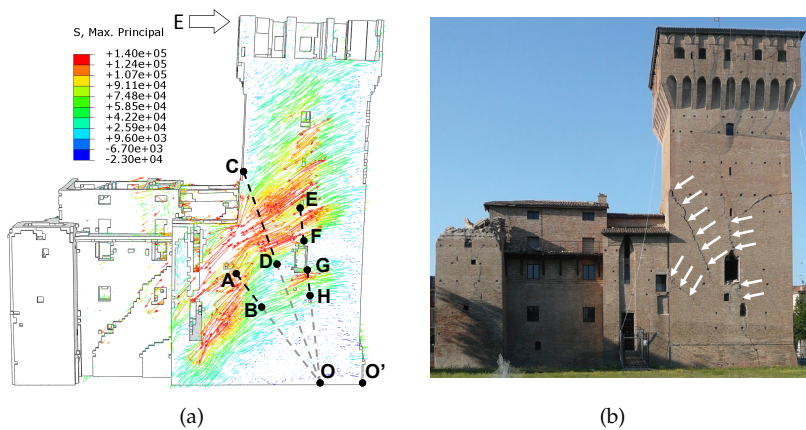 E
S, Max. Principal
+1.40e+05
+1.24e+05
+1.07e+05
+9.11e+04
+7.48e+04
+5.85e+04
+4.22e+04
+2.59e+04
+9.60e+03
-6.70e+03
-2.30e+04
C
E
F
D
G
A
H
B
O O'
(a) (b)